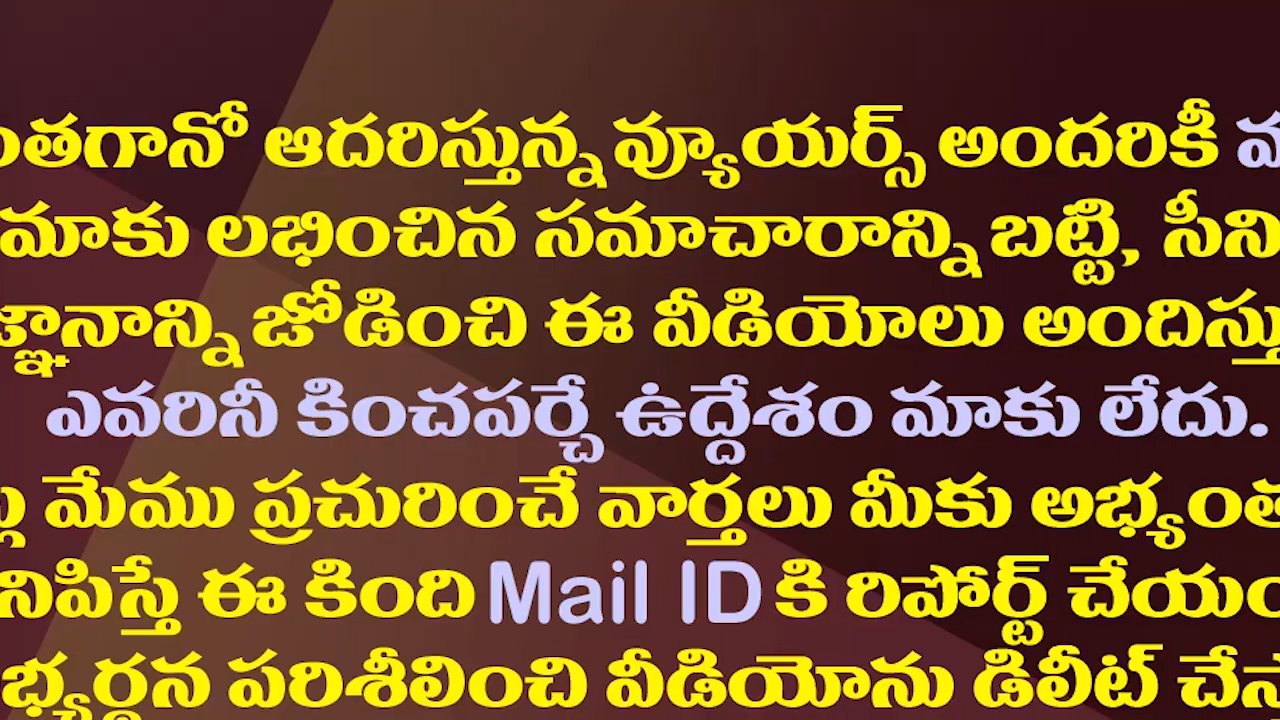 ఆదరిస్తున్న వ్యూయర్స్ అందరికీ
మాకు లభించిన సమాచారాన్ని బట్టి,
జోడించి ఈ వీడియోలు
ఎవరినీ కించపర్చే ఉద్దేశం మాకు లేదు.
మేము ప్రచురించే వార్తలు మీకు
ఈ కింది Mail ID కి రిపోర్ట్
పరిశీలించి వీడియోను డిలీట్